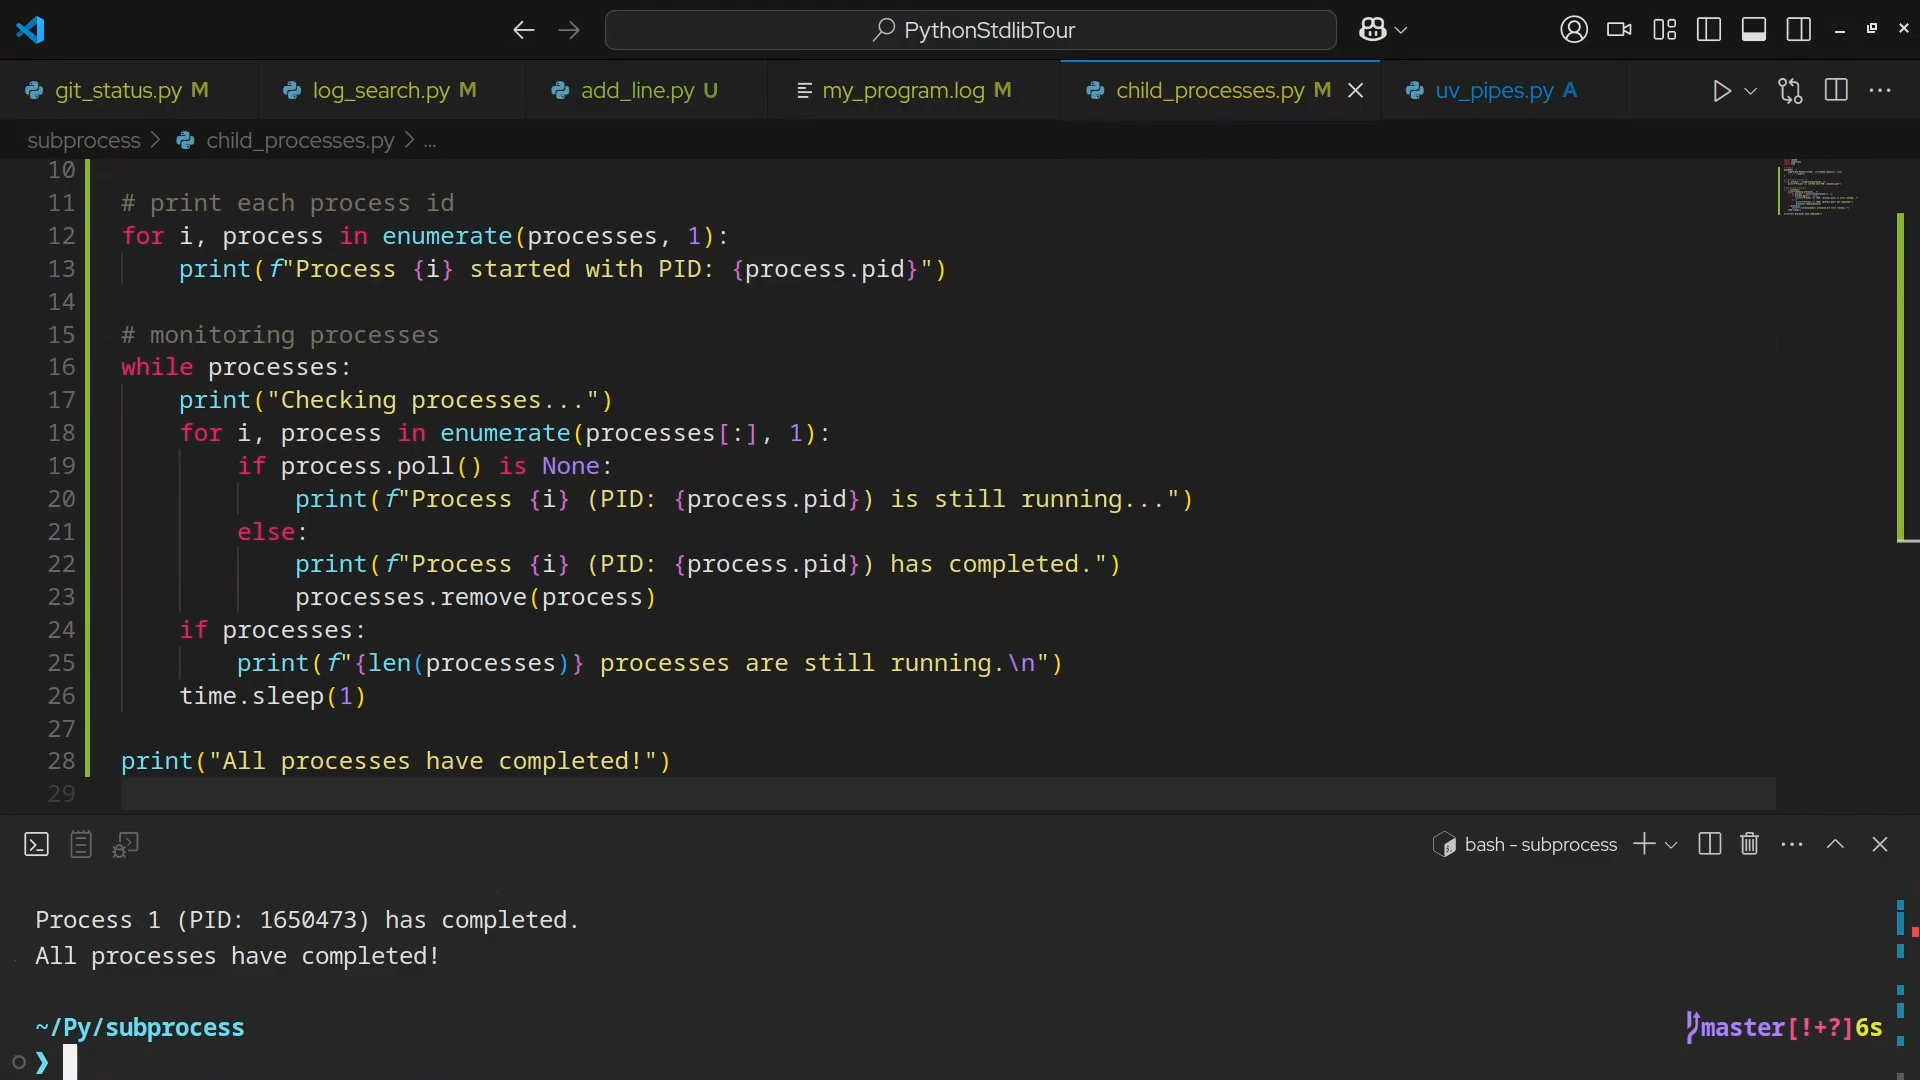 PythonStdlibTour
git_status.py M
log_search.py M
add_line.py U
my_program.log M
child_processes.py M
uv_pipes.py A
subprocess > child_processes.py > ...
10
11 # print each process id
12 for i, process in enumerate(processes, 1):
13     print(f"Process {i} started with PID: {process.pid}")
14
15 # monitoring processes
16 while processes:
17     print("Checking processes...")
18     for i, process in enumerate(processes[:], 1):
19         if process.poll() is None:
20             print(f"Process {i} (PID: {process.pid}) is still running...")
21         else:
22             print(f"Process {i} (PID: {process.pid}) has completed.")
23             processes.remove(process)
24     if processes:
25         print(f"{len(processes)} processes are still running.\n")
26     time.sleep(1)
27
28 print("All processes have completed!")
29
bash - subprocess
Process 1 (PID: 1650473) has completed.
All processes have completed!
~/Py/subprocess
master[!+?]6s
❯